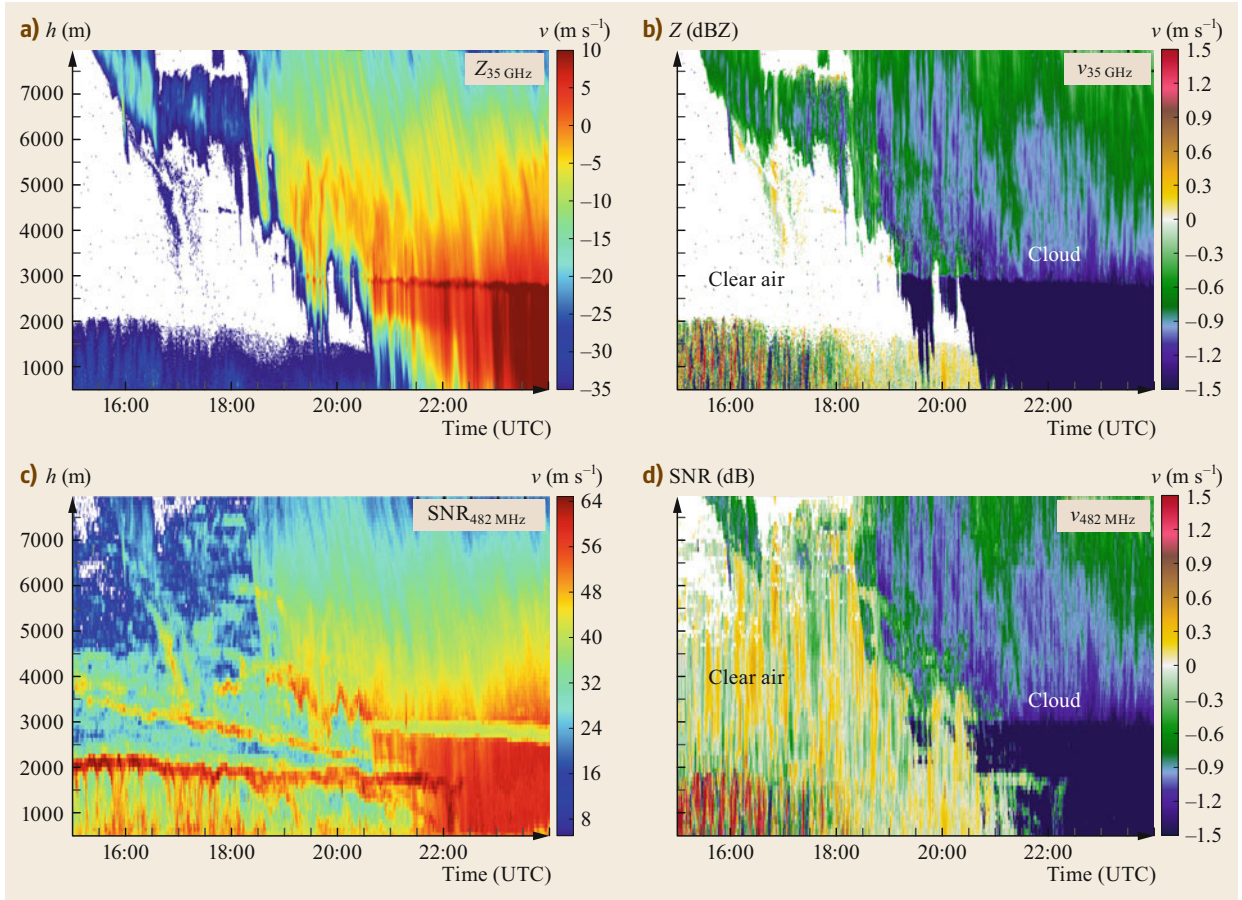 a) h (m) v (m s⁻¹)
Z35 GHz
7000
6000
5000
4000
3000
2000
1000
16:00 18:00 20:00 22:00
Time (UTC)
10
5
0
−5
−10
−15
−20
−25
−30
−35
b) Z (dBZ) v (m s⁻¹)
v35 GHz
Clear air
Cloud
16:00 18:00 20:00 22:00
Time (UTC)
1.5
1.2
0.9
0.6
0.3
0
−0.3
−0.6
−0.9
−1.2
−1.5
c) h (m) v (m s⁻¹)
SNR482 MHz
7000
6000
5000
4000
3000
2000
1000
16:00 18:00 20:00 22:00
Time (UTC)
64
56
48
40
32
24
16
8
d) SNR (dB) v (m s⁻¹)
v482 MHz
Clear air
Cloud
16:00 18:00 20:00 22:00
Time (UTC)
1.5
1.2
0.9
0.6
0.3
0
−0.3
−0.6
−0.9
−1.2
−1.5